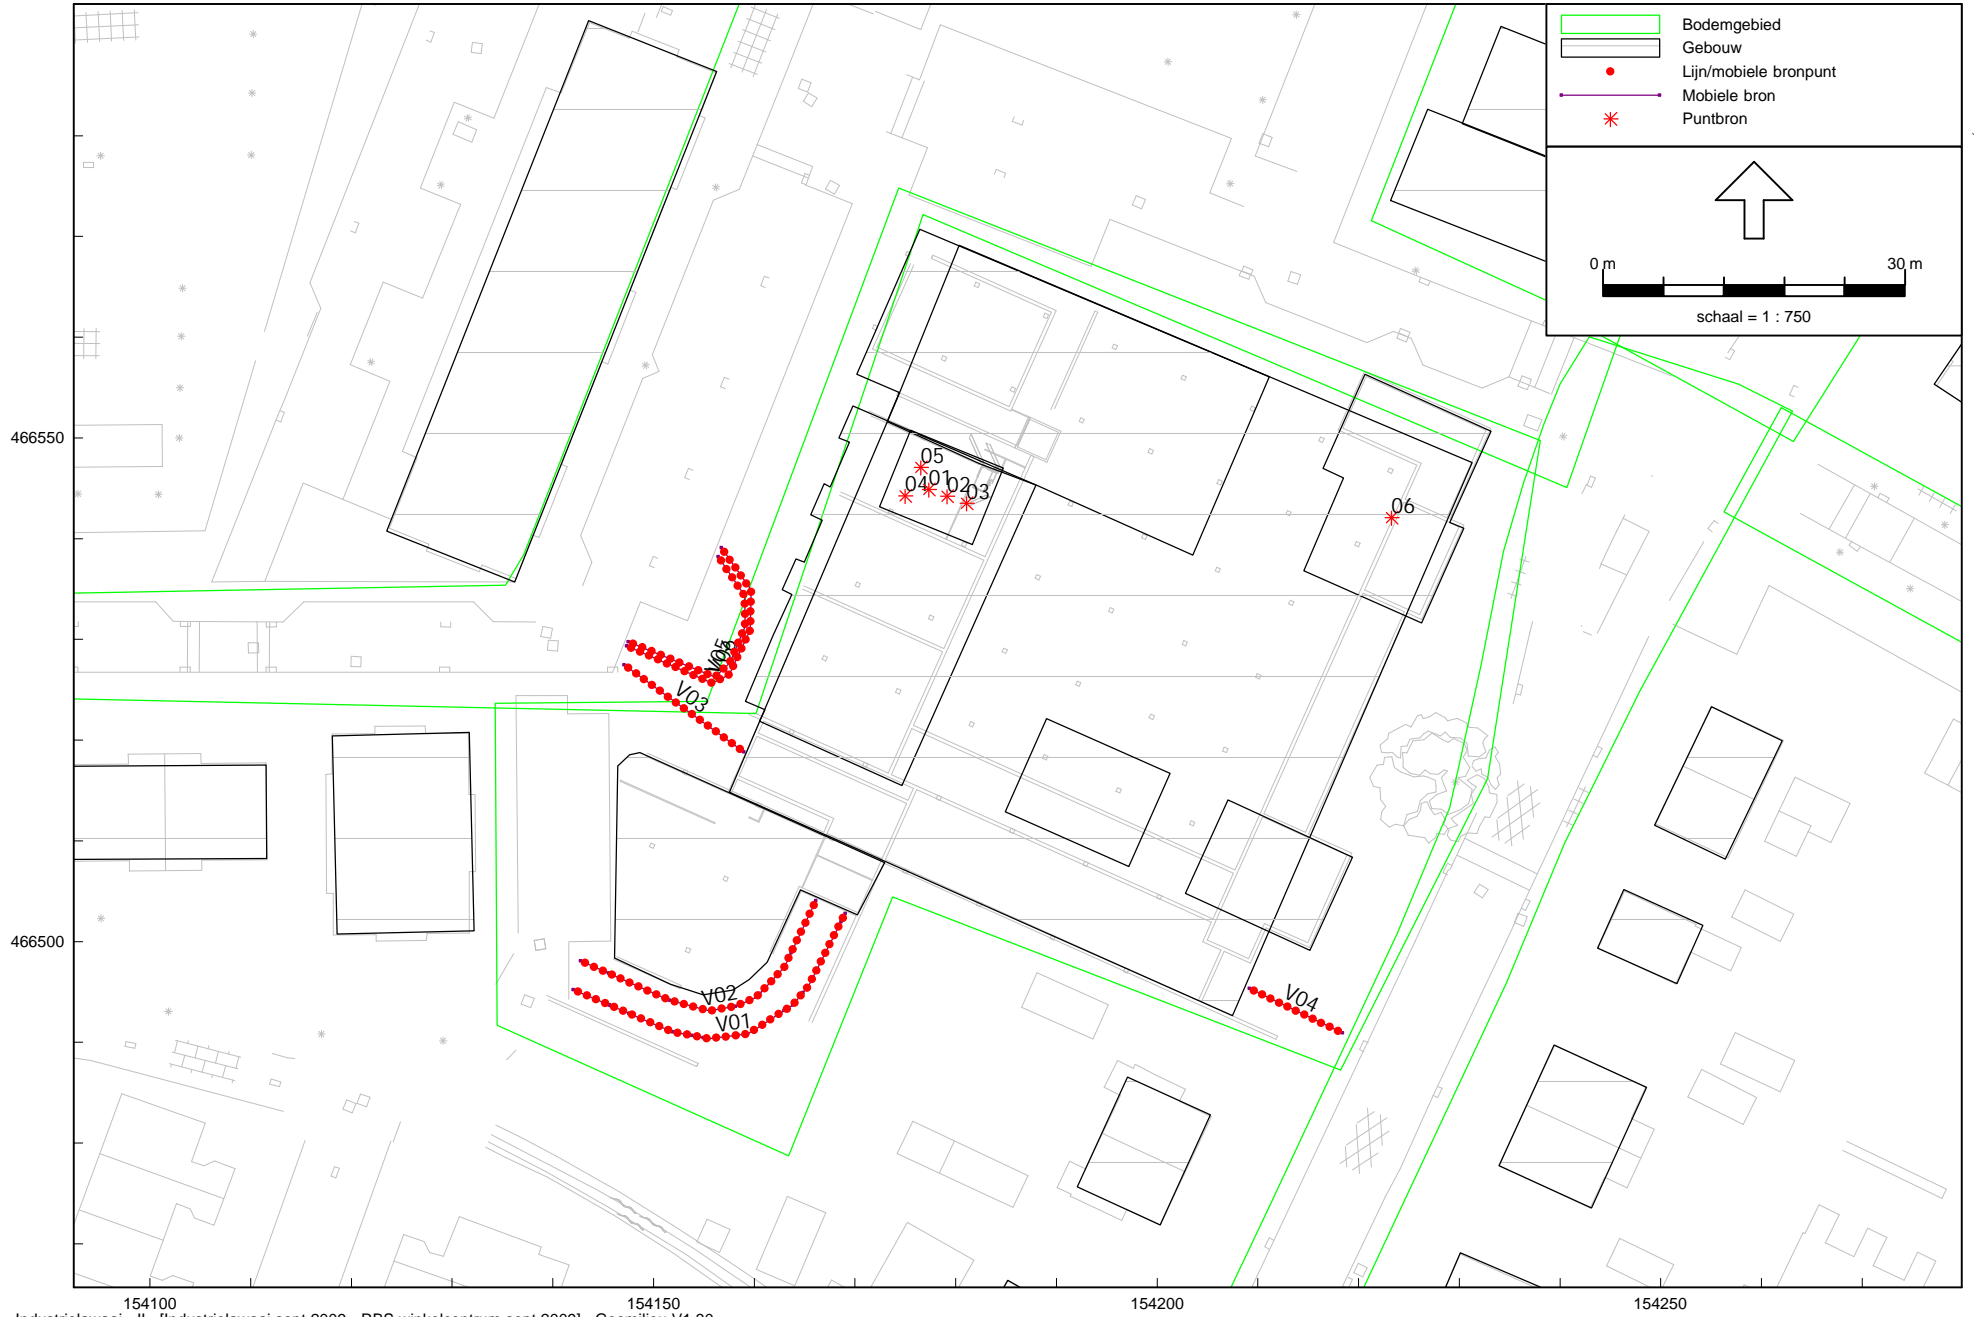 Bodemgebied
Gebouw
Lijn/mobiele bronpunt
Mobiele bron
Puntbron
0 m 30 m
schaal = 1 : 750
466550
466500
05
04 01 02 03
06
V05
V03
V04
V02
V01
154100 154150 154200 154250